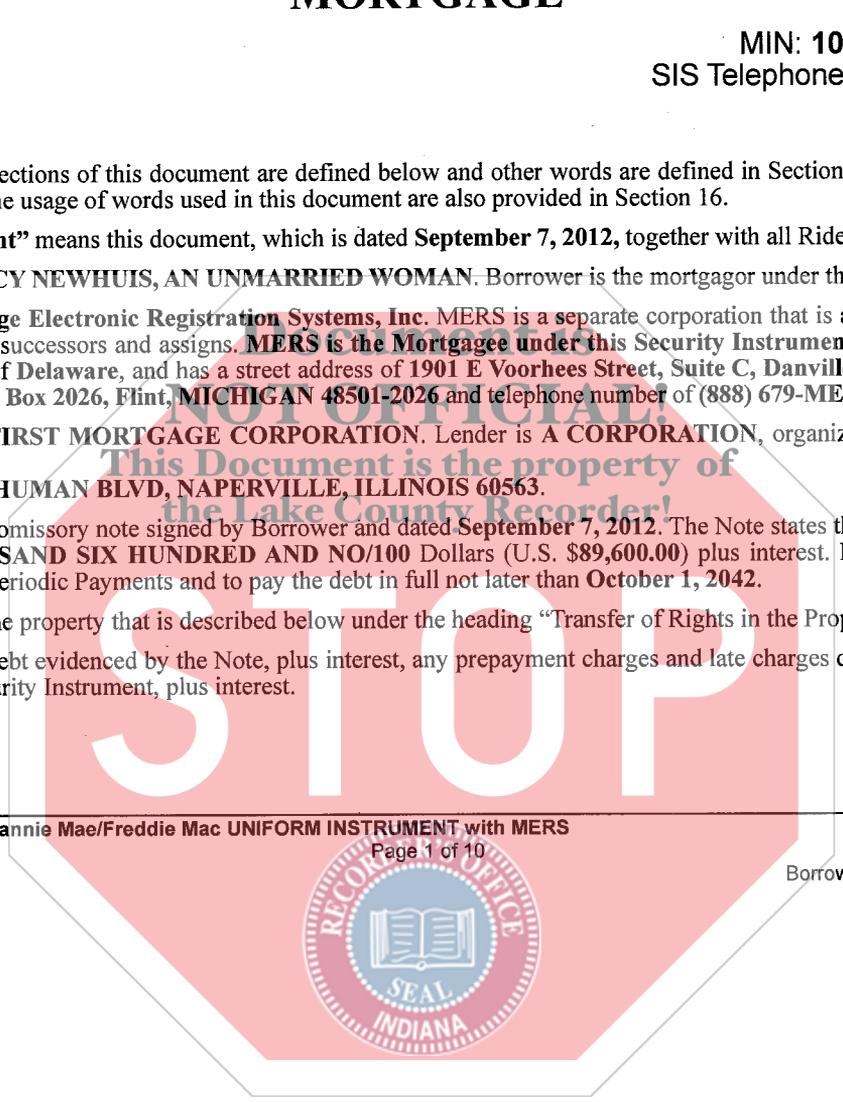 MORTGAGE
MIN: 10
SIS Telephone
ections of this document are defined below and other words are defined in Section
e usage of words used in this document are also provided in Section 16.
nt” means this document, which is dated September 7, 2012, together with all Ride
CY NEWHUIS, AN UNMARRIED WOMAN. Borrower is the mortgagor under th
ge Electronic Registration Systems, Inc. MERS is a separate corporation that is a
successors and assigns. MERS is the Mortgagee under this Security Instrumen
f Delaware, and has a street address of 1901 E Voorhees Street, Suite C, Danvill
Box 2026, Flint, MICHIGAN 48501-2026 and telephone number of (888) 679-ME
FIRST MORTGAGE CORPORATION. Lender is A CORPORATION, organiz
HUMAN BLVD, NAPERVILLE, ILLINOIS 60563.
omissory note signed by Borrower and dated September 7, 2012. The Note states th
SAND SIX HUNDRED AND NO/100 Dollars (U.S. $89,600.00) plus interest.
eriodic Payments and to pay the debt in full not later than October 1, 2042.
e property that is described below under the heading “Transfer of Rights in the Prop
ebt evidenced by the Note, plus interest, any prepayment charges and late charges
rity Instrument, plus interest.
Document is
NOT OFFICIAL!
This Document is the property of
the Lake County Recorder!
STOP
annie Mae/Freddie Mac UNIFORM INSTRUMENT with MERS
Page 1 of 10
Borrow
RECORDER'S OFFICE
SEAL
INDIANA